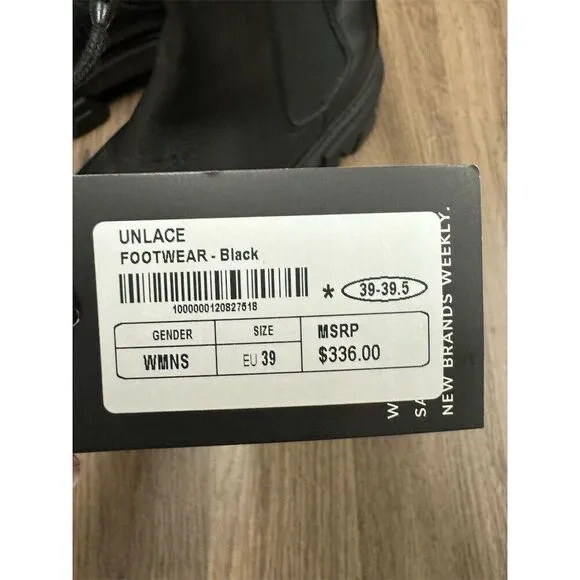 UNLACE
FOOTWEAR - Black
* 39-39.5
1000000120827518
GENDER SIZE MSRP
WMNS EU 39 $336.00
NEW BRANDS WEEKLY.